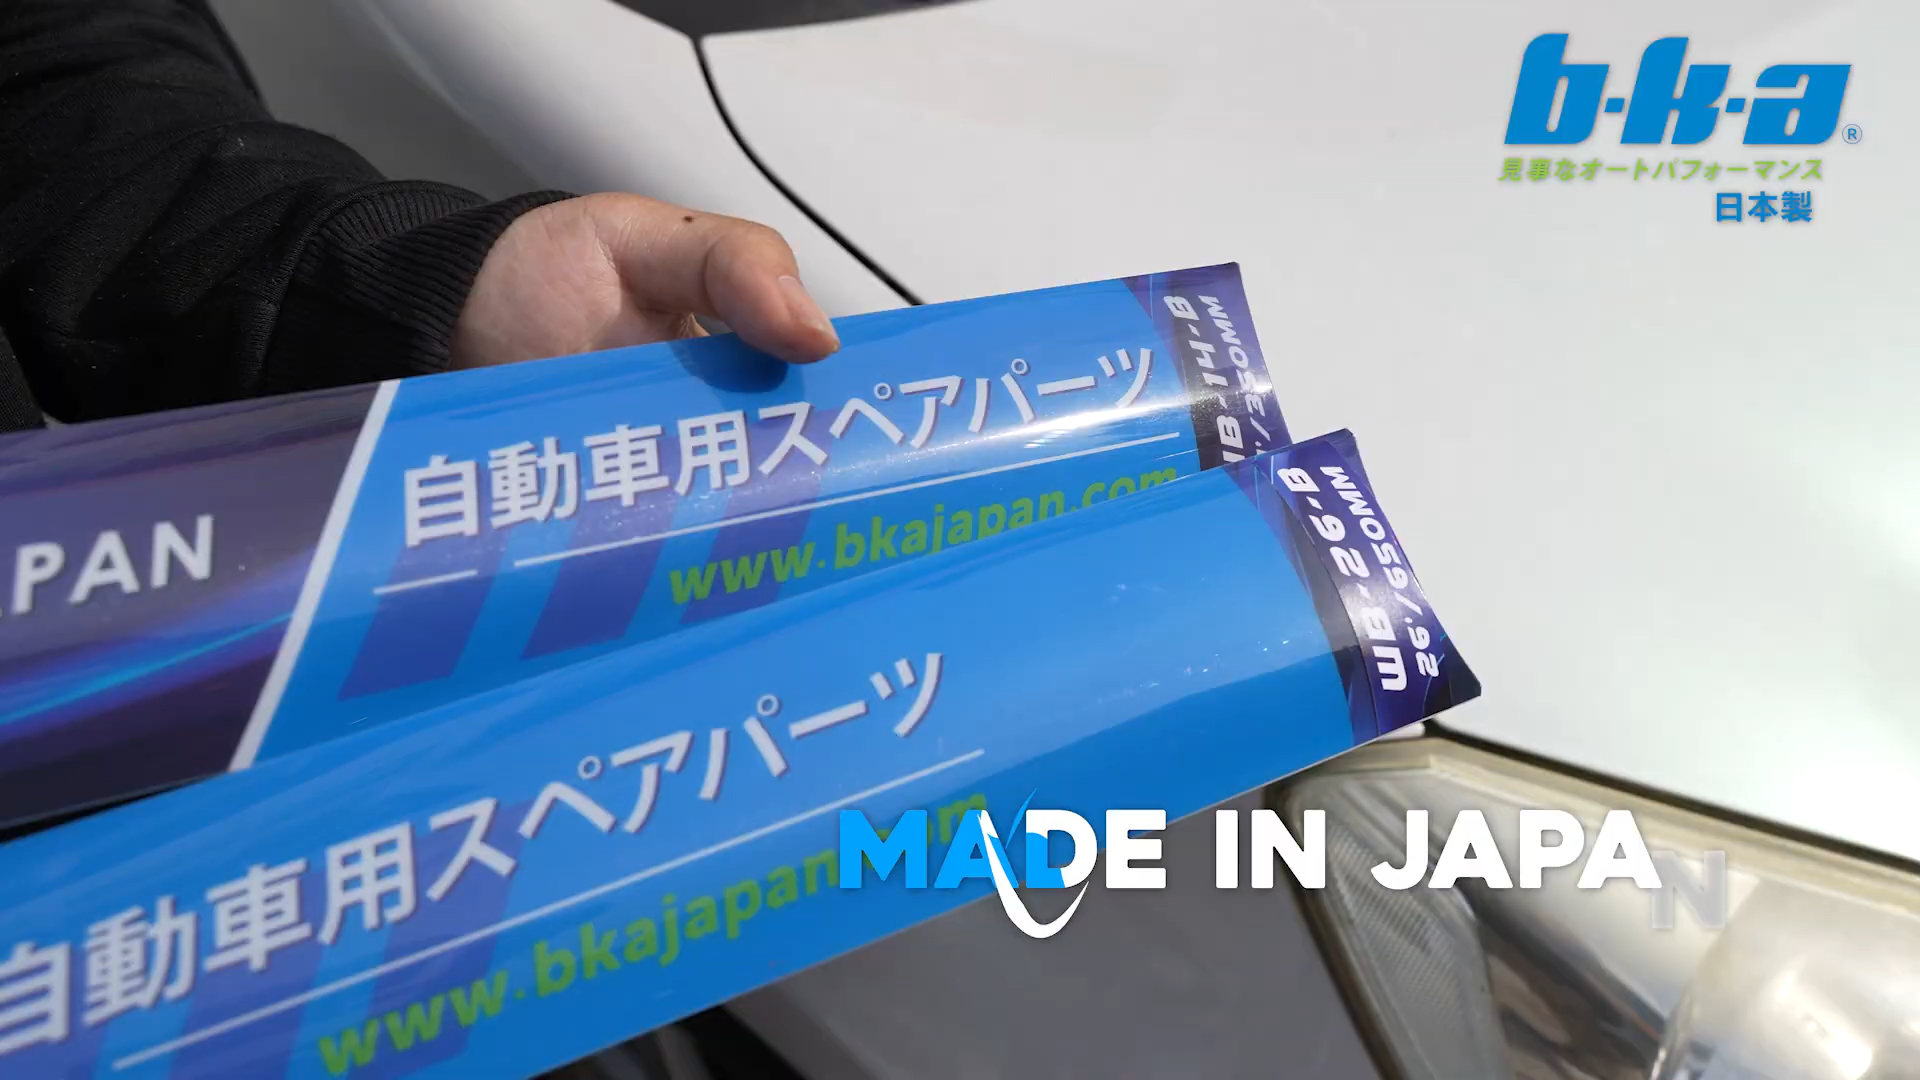 b·k·a®
見事なオートパフォーマンス
日本製
WB-14-B
14"/350MM
自動車用スペアパーツ
www.bkajapan.com
APAN
WB-26-B
26"/650MM
自動車用スペアパーツ
www.bkajapan.com
MADE IN JAPAN